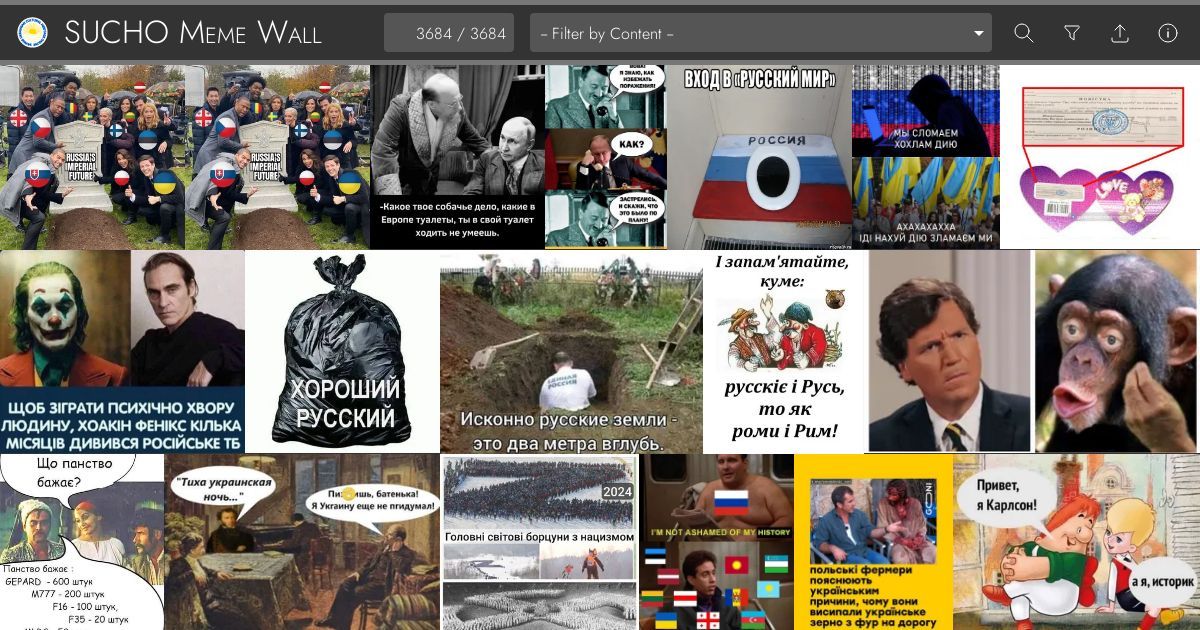 SUCHO Meme Wall
3684 / 3684
– Filter by Content –
RUSSIA'S
IMPERIAL
FUTURE
RUSSIA'S
IMPERIAL
FUTURE
-Какое твое собачье дело, какие в
Европе туалеты, ты в свой туалет
ходить не умеешь.
Я ЗНАЮ, КАК
ИЗБЕЖАТЬ
ПОРАЖЕНИЯ!
КАК?
ЗАСТРЕЛИСЬ,
И СКАЖИ, ЧТО
ЭТО БЫЛО ПО
ПЛАНУ!
ВХОД В «РУССКИЙ МИР»
РОССИЯ
МЫ СЛОМАЕМ
ХОХЛАМ ДИЮ
АХАХАХАХХА
ІДІ НАХУЙ ДІЮ ЗЛАМАЄМ МИ
LOVE
ЩОБ ЗІГРАТИ ПСИХІЧНО ХВОРУ
ЛЮДИНУ, ХОАКІН ФЕНІКС КІЛЬКА
МІСЯЦІВ ДИВИВСЯ РОСІЙСЬКЕ ТБ
ХОРОШИЙ
РУССКИЙ
ЕДИНАЯ
РОССИЯ
Исконно русские земли -
это два метра вглубь.
І запам'ятайте,
куме:
русскіє і Русь,
то як
роми і Рим!
Що панство
бажає?
Панство бажає :
GEPARD - 600 штук
M777 - 200 штук
F16 - 100 штук,
F35 - 20 штук
"Тиха украинская
ночь..."
батенька!
Я Украину еще не пгидумал!
2024
Головні світові борцуни з нацизмом
I'M NOT ASHAMED OF MY HISTORY
польські фермери
пояснюють
українським
причини, чому вони
висипали українське
зерно з фур на дорогу
Привет,
я Карлсон!
а я, историк